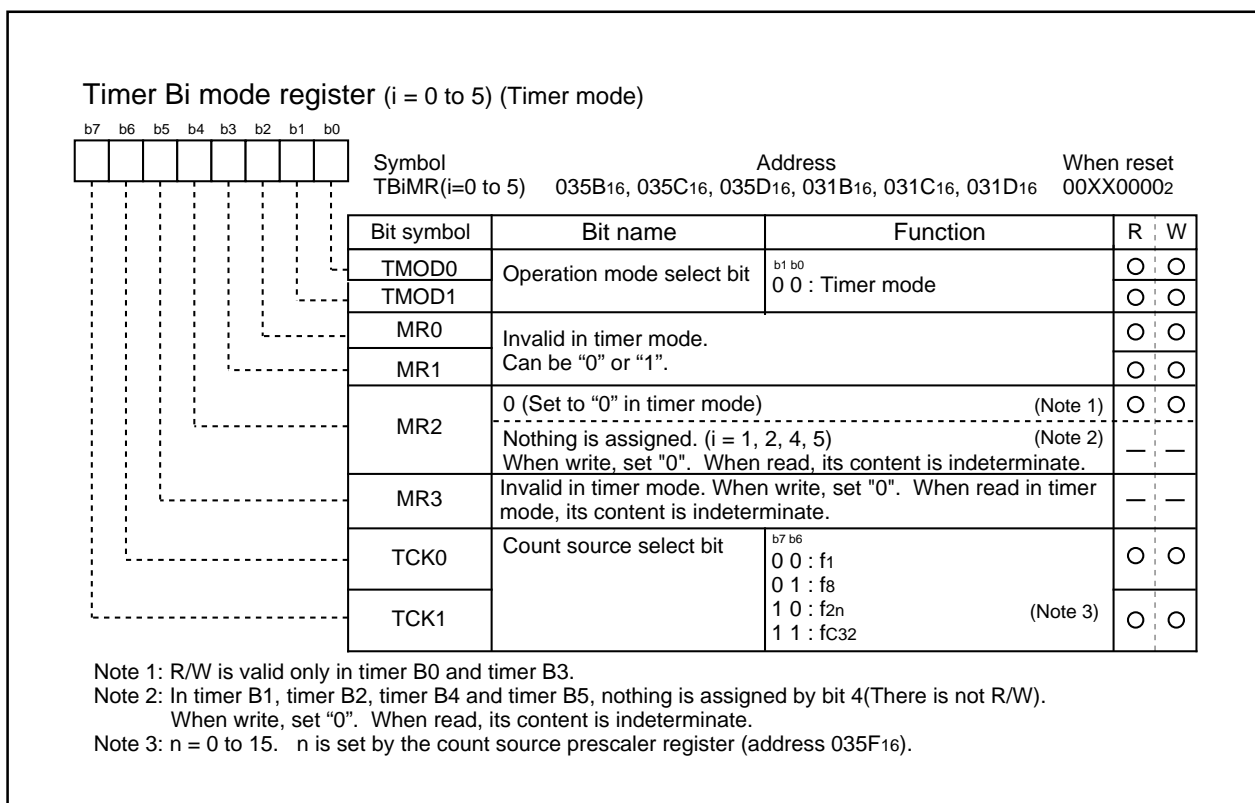 Timer Bi mode register (i = 0 to 5) (Timer mode)
b7 b6 b5 b4 b3 b2 b1 b0
Symbol Address When reset
TBiMR(i=0 to 5) 035B16, 035C16, 035D16, 031B16, 031C16, 031D16 00XX00002
Bit symbol Bit name Function R W
TMOD0 Operation mode select bit b1 b0
0 0 : Timer mode
TMOD1
MR0 Invalid in timer mode.
Can be “0” or “1”.
MR1
MR2 0 (Set to “0” in timer mode) (Note 1)
Nothing is assigned. (i = 1, 2, 4, 5) (Note 2)
When write, set "0". When read, its content is indeterminate.
MR3 Invalid in timer mode. When write, set "0". When read in timer
mode, its content is indeterminate.
TCK0 Count source select bit b7 b6
0 0 : f1
0 1 : f8
TCK1 1 0 : f2n (Note 3)
1 1 : fC32
Note 1: R/W is valid only in timer B0 and timer B3.
Note 2: In timer B1, timer B2, timer B4 and timer B5, nothing is assigned by bit 4(There is not R/W).
When write, set “0”. When read, its content is indeterminate.
Note 3: n = 0 to 15. n is set by the count source prescaler register (address 035F16).